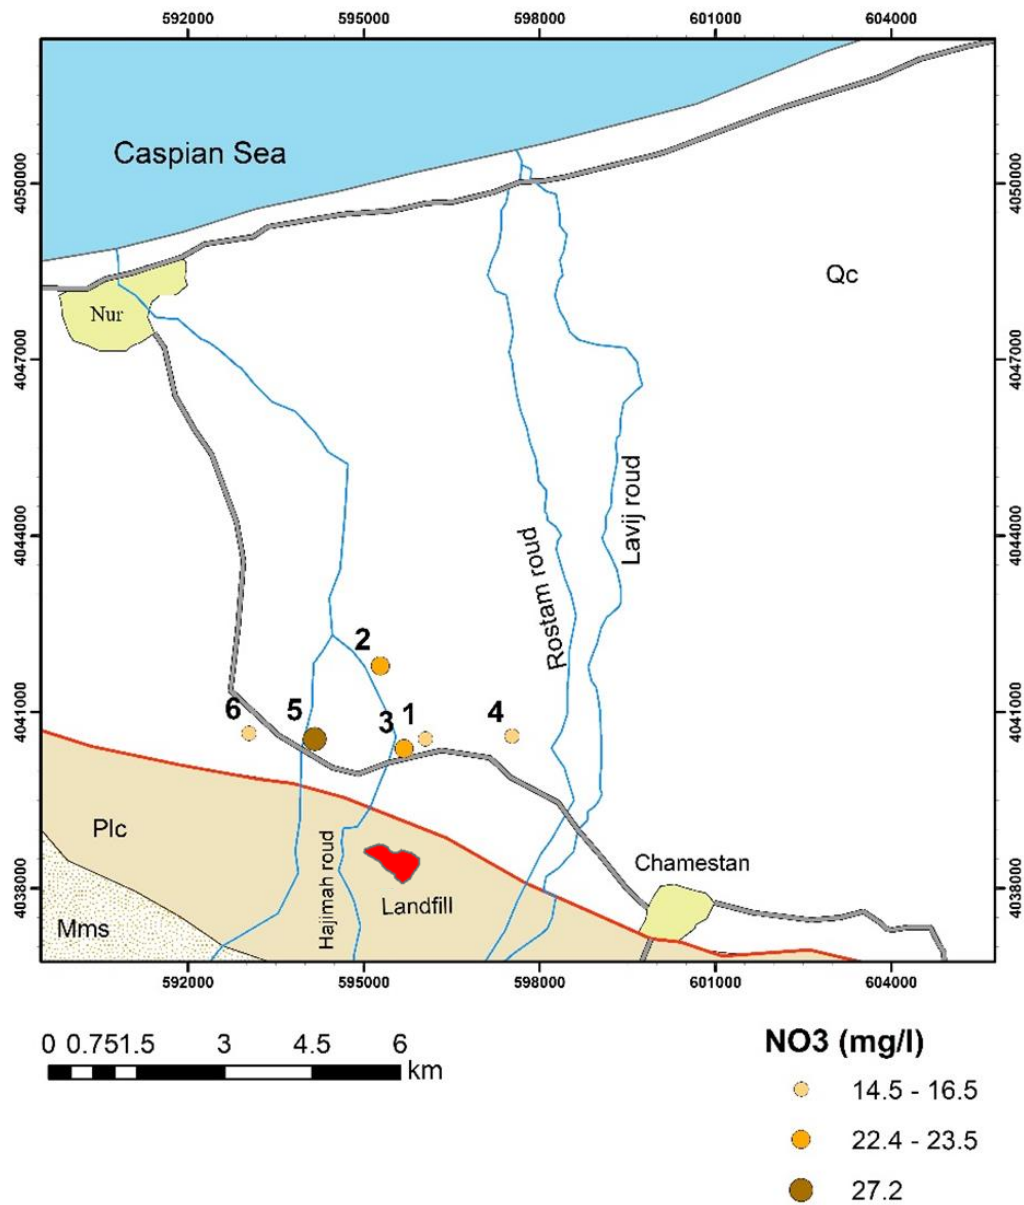 592000 595000 598000 601000 604000
Caspian Sea
4050000 4050000
Qc
Nur
4047000 4047000
Lavij roud
4044000 4044000
Rostam roud
2
4041000 4041000
6 5 3 1 4
Plc
Chamestan
4038000 4038000
Hajimah roud
Landfill
Mms
592000 595000 598000 601000 604000
0 0.75 1.5 3 4.5 6
km
NO3 (mg/l)
14.5 - 16.5
22.4 - 23.5
27.2